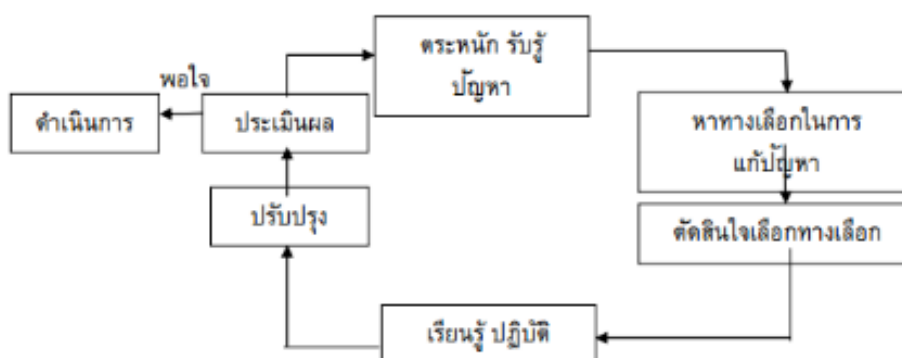 ตระหนัก รับรู้
ปัญหา
พอใจ
ดำเนินการ
ประเมินผล
หาทางเลือกในการ
แก้ปัญหา
ปรับปรุง
ตัดสินใจเลือกทางเลือก
เรียนรู้ ปฏิบัติ